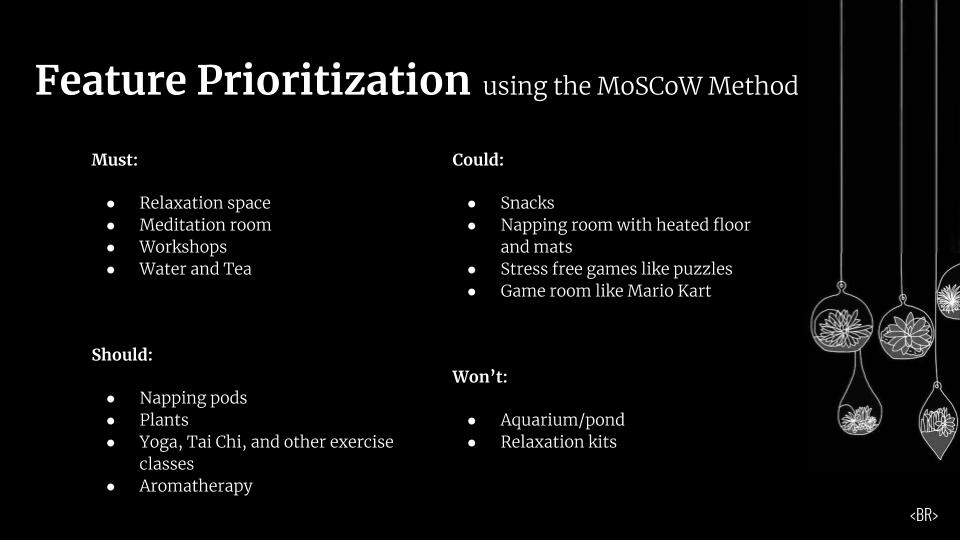 Feature Prioritization using the MoSCoW Method
Must:
● Relaxation space
● Meditation room
● Workshops
● Water and Tea
Should:
● Napping pods
● Plants
● Yoga, Tai Chi, and other exercise
classes
● Aromatherapy
Could:
● Snacks
● Napping room with heated floor
and mats
● Stress free games like puzzles
● Game room like Mario Kart
Won’t:
● Aquarium/pond
● Relaxation kits
<BR>